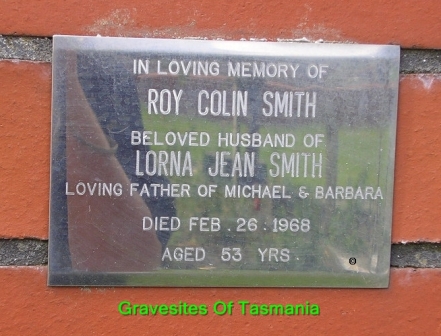 IN LOVING MEMORY OF
ROY COLIN SMITH
BELOVED HUSBAND OF
LORNA JEAN SMITH
LOVING FATHER OF MICHAEL & BARBARA
DIED FEB . 26 . 1968
AGED 53 YRS .
Gravesites Of Tasmania